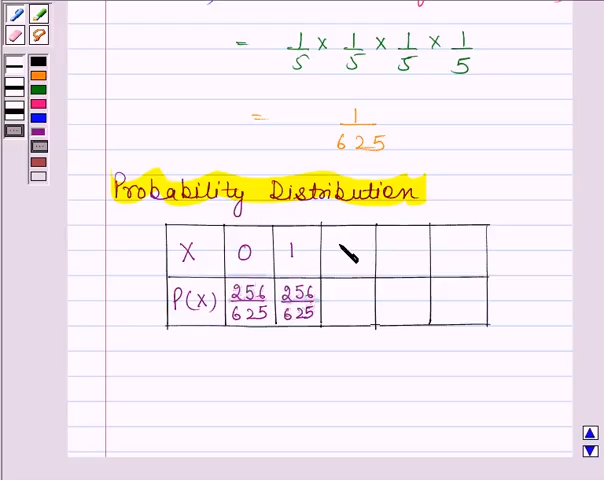 = 1/5 × 1/5 × 1/5 × 1/5
= 1/625
Probability Distribution
X 0 1
P(X) 256/625 256/625